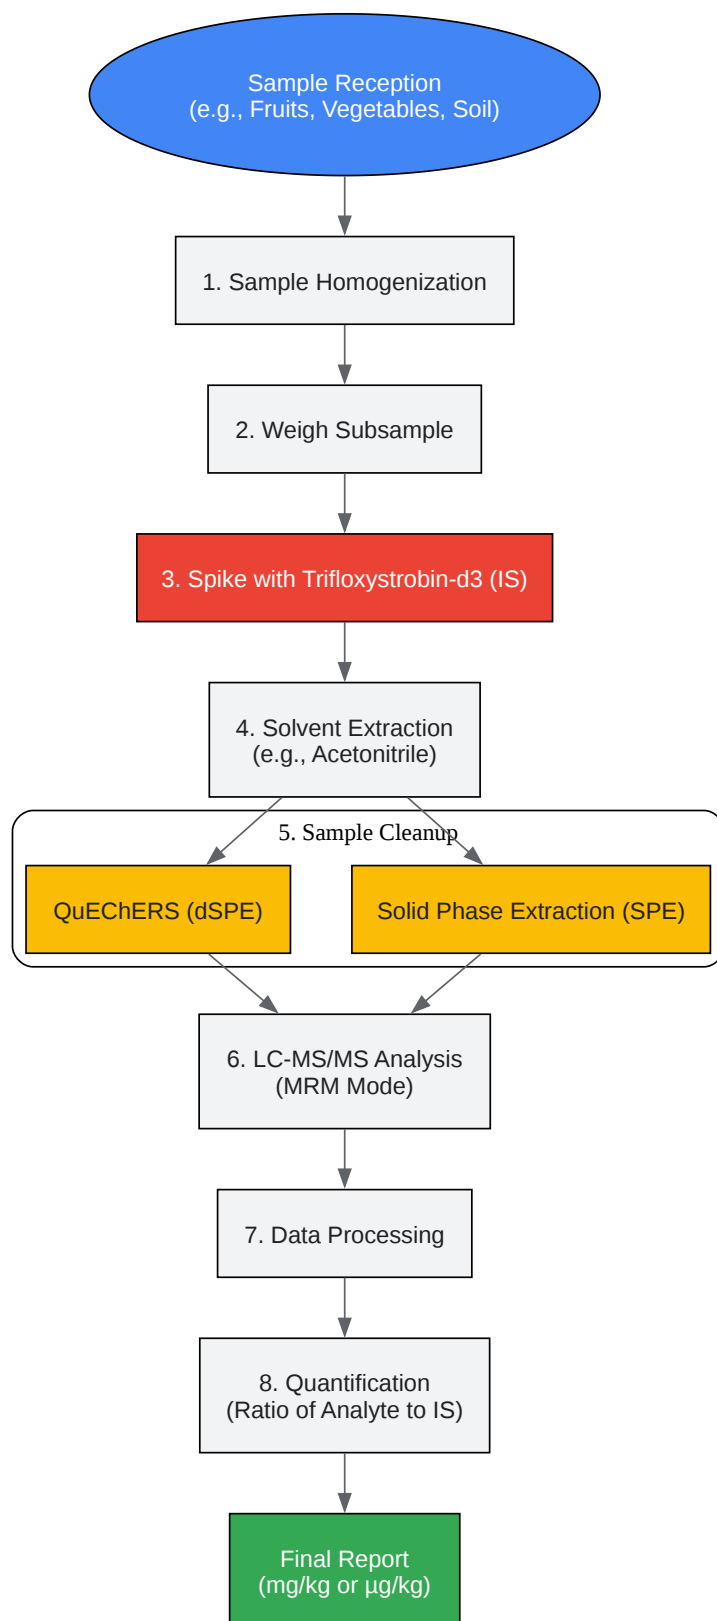 Sample Reception
(e.g., Fruits, Vegetables, Soil)
1. Sample Homogenization
2. Weigh Subsample
3. Spike with Trifloxystrobin-d3 (IS)
4. Solvent Extraction
(e.g., Acetonitrile)
5. Sample Cleanup
QuEChERS (dSPE)
Solid Phase Extraction (SPE)
6. LC-MS/MS Analysis
(MRM Mode)
7. Data Processing
8. Quantification
(Ratio of Analyte to IS)
Final Report
(mg/kg or µg/kg)